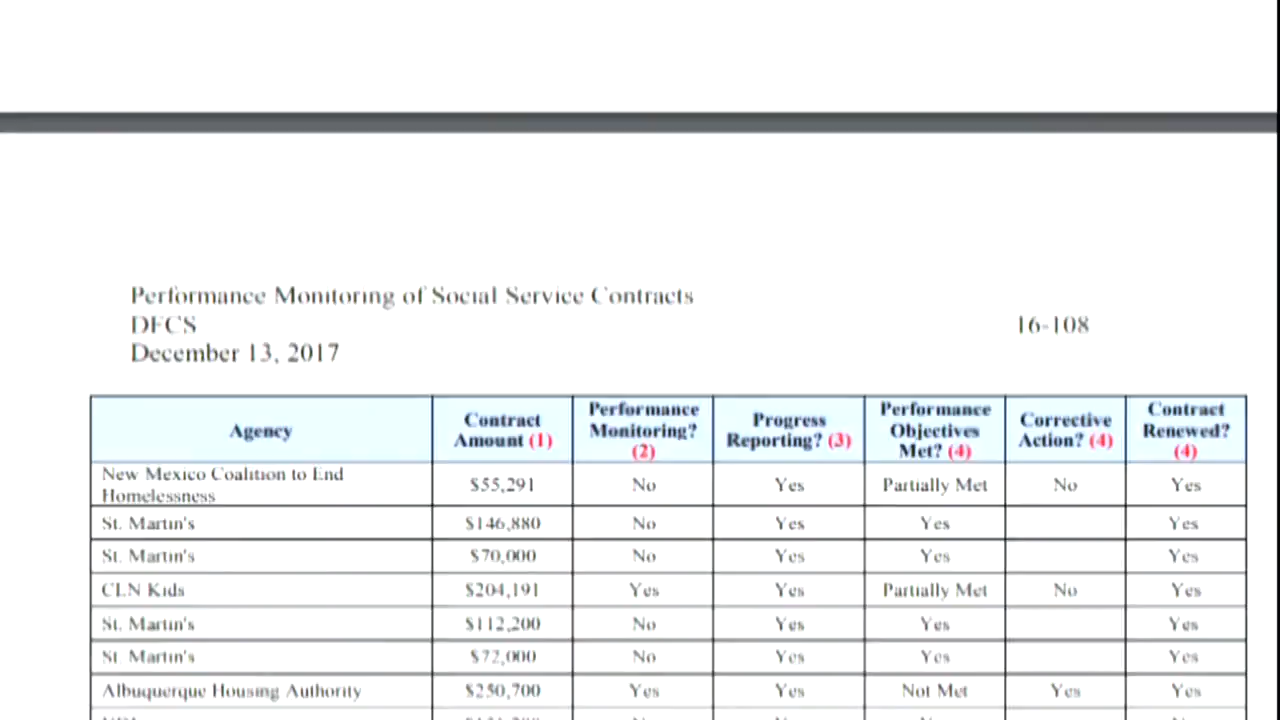 Performance Monitoring of Social Service Contracts
DFCS 16-108
December 13, 2017
Agency Contract Amount (1) Performance Monitoring? (2) Progress Reporting? (3) Performance Objectives Met? (4) Corrective Action? (4) Contract Renewed? (4)
New Mexico Coalition to End Homelessness $55,291 No Yes Partially Met No Yes
St. Martin's $146,880 No Yes Yes Yes
St. Martin's $70,000 No Yes Yes Yes
CLN Kids $204,191 Yes Yes Partially Met No Yes
St. Martin's $112,200 No Yes Yes Yes
St. Martin's $72,000 No Yes Yes Yes
Albuquerque Housing Authority $250,700 Yes Yes Not Met Yes Yes